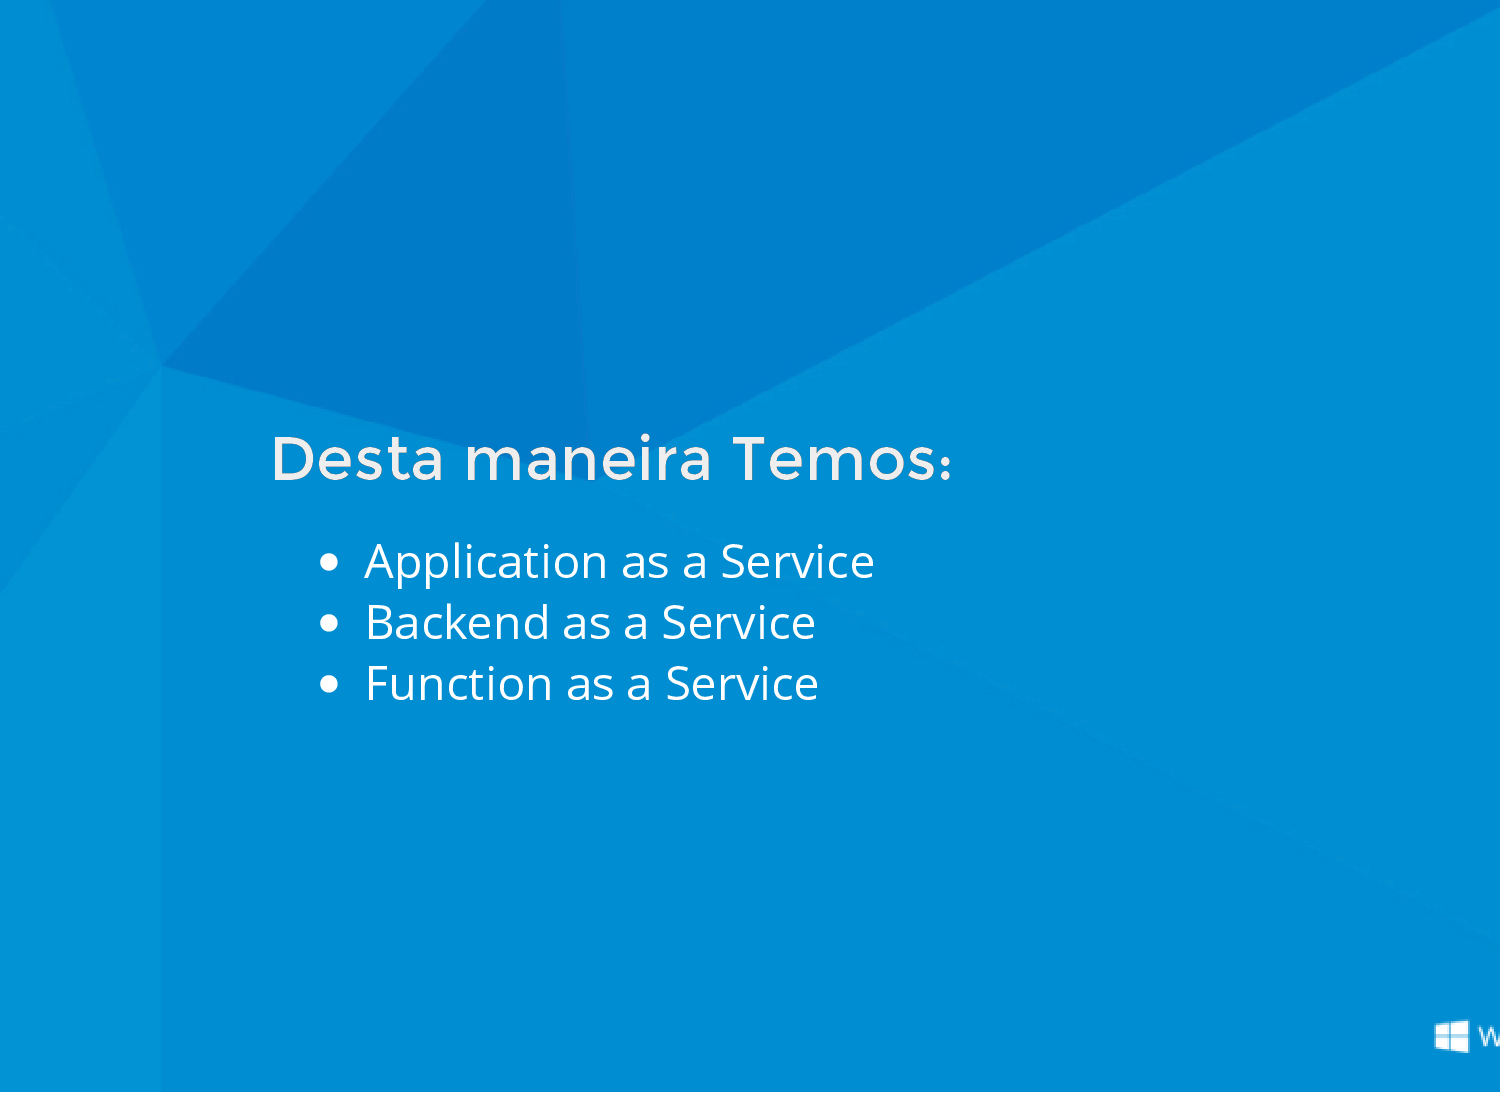 Desta maneira Temos:
• Application as a Service
• Backend as a Service
• Function as a Service